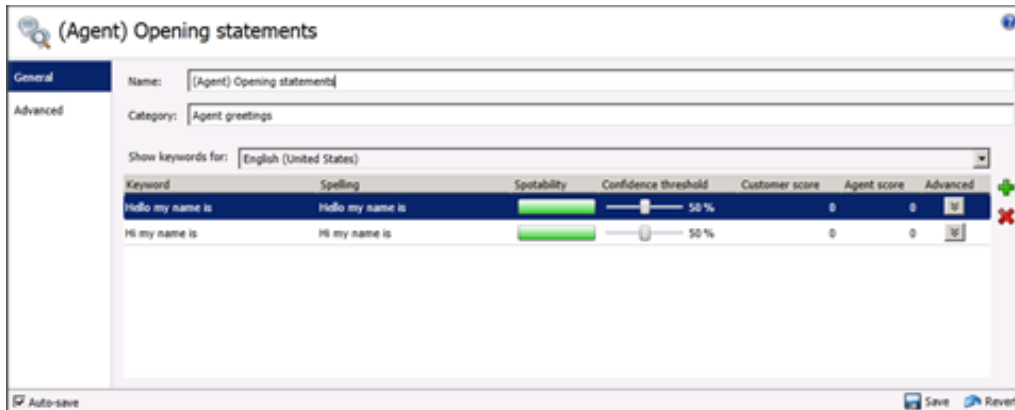 (Agent) Opening statements
General
Advanced
Name: (Agent) Opening statements
Category: Agent greetings
Show keywords for: English (United States)
Keyword Spelling Spotability Confidence threshold Customer score Agent score Advanced
Hello my name is Hello my name is 50 % 0 0
Hi my name is Hi my name is 50 % 0 0
Auto-save Save Revert